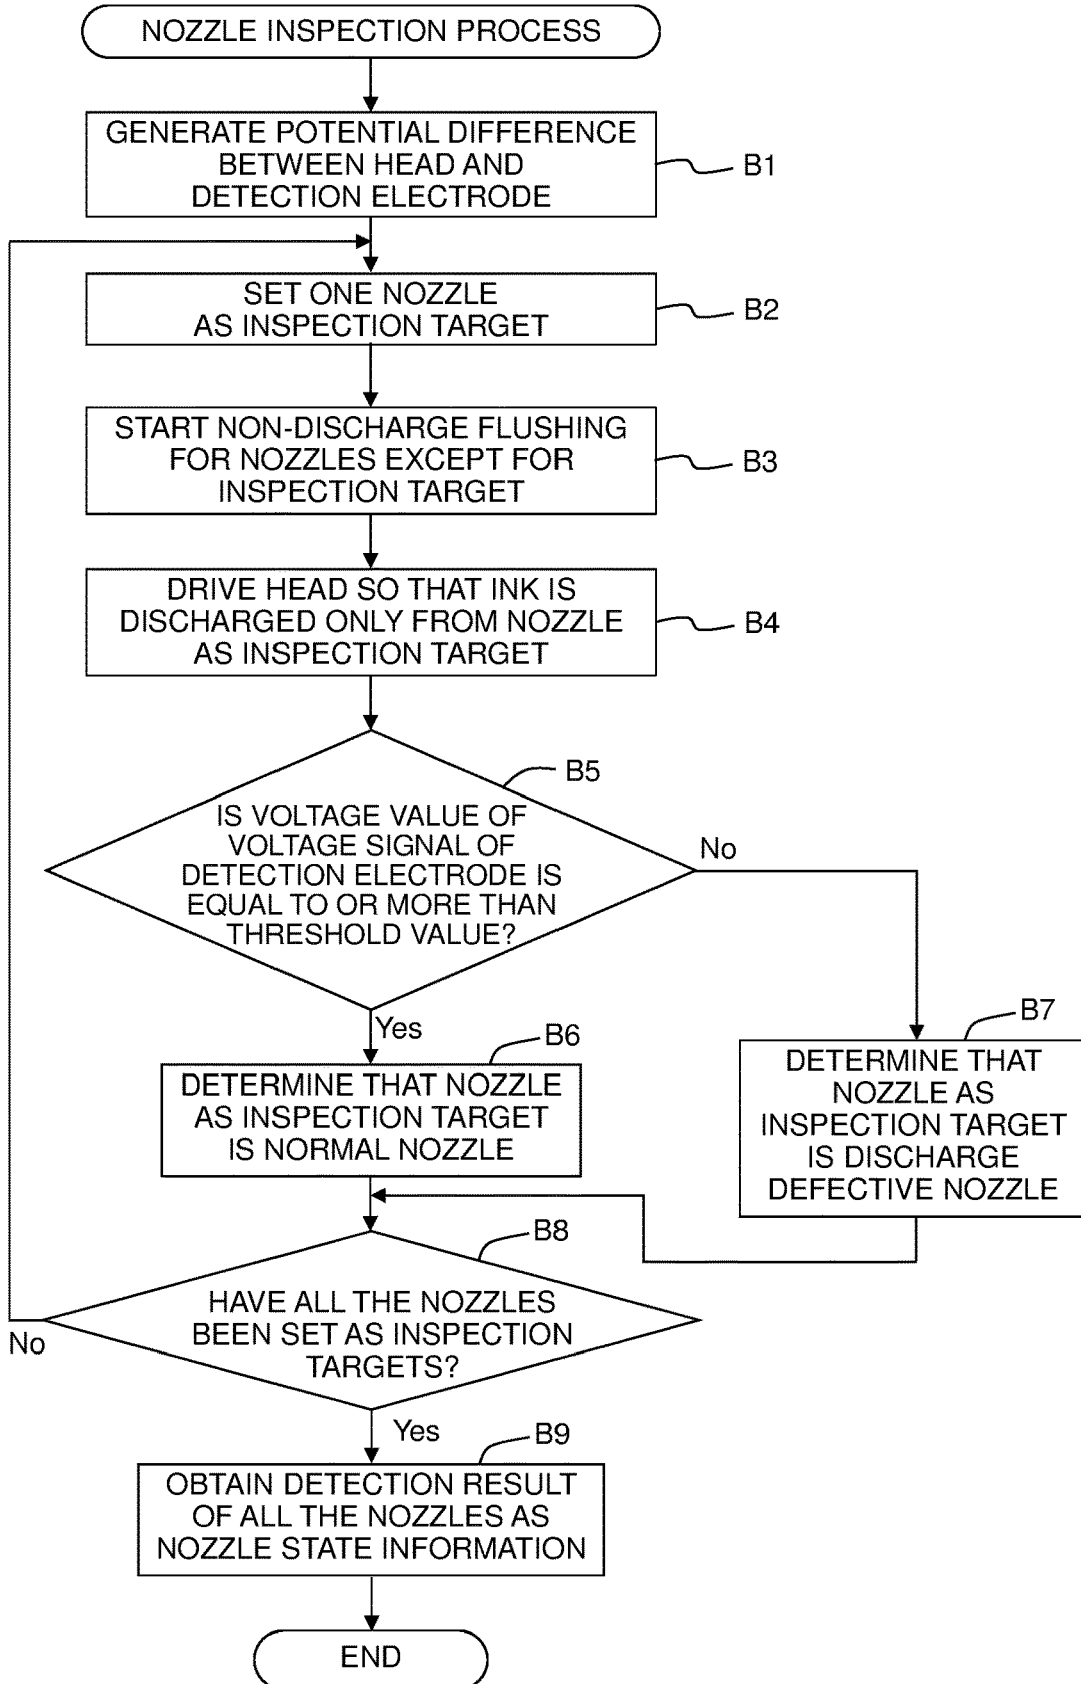 NOZZLE INSPECTION PROCESS
GENERATE POTENTIAL DIFFERENCE
BETWEEN HEAD AND
DETECTION ELECTRODE
B1
SET ONE NOZZLE
AS INSPECTION TARGET
B2
START NON-DISCHARGE FLUSHING
FOR NOZZLES EXCEPT FOR
INSPECTION TARGET
B3
DRIVE HEAD SO THAT INK IS
DISCHARGED ONLY FROM NOZZLE
AS INSPECTION TARGET
B4
B5
IS VOLTAGE VALUE OF
VOLTAGE SIGNAL OF
DETECTION ELECTRODE IS
EQUAL TO OR MORE THAN
THRESHOLD VALUE?
No
Yes
B6
DETERMINE THAT NOZZLE
AS INSPECTION TARGET
IS NORMAL NOZZLE
B7
DETERMINE THAT
NOZZLE AS
INSPECTION TARGET
IS DISCHARGE
DEFECTIVE NOZZLE
B8
HAVE ALL THE NOZZLES
BEEN SET AS INSPECTION
TARGETS?
No
Yes
B9
OBTAIN DETECTION RESULT
OF ALL THE NOZZLES AS
NOZZLE STATE INFORMATION
END